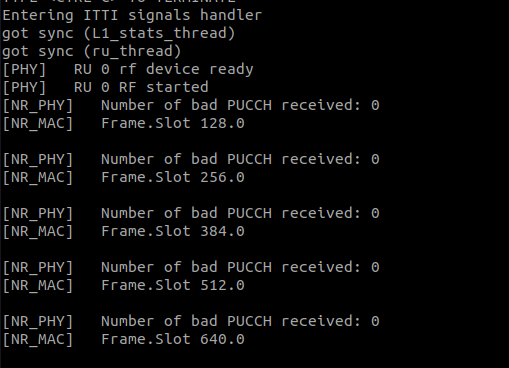 TYPE <CTRL-C> TO TERMINATE
Entering ITTI signals handler
got sync (L1_stats_thread)
got sync (ru_thread)
[PHY]   RU 0 rf device ready
[PHY]   RU 0 RF started
[NR_PHY]   Number of bad PUCCH received: 0
[NR_MAC]   Frame.Slot 128.0
[NR_PHY]   Number of bad PUCCH received: 0
[NR_MAC]   Frame.Slot 256.0
[NR_PHY]   Number of bad PUCCH received: 0
[NR_MAC]   Frame.Slot 384.0
[NR_PHY]   Number of bad PUCCH received: 0
[NR_MAC]   Frame.Slot 512.0
[NR_PHY]   Number of bad PUCCH received: 0
[NR_MAC]   Frame.Slot 640.0